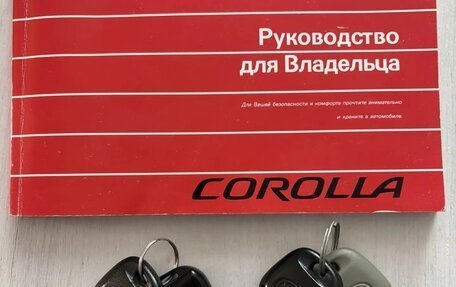 Руководство
для Владельца
Для Вашей безопасности и комфорта прочтите внимательно
и храните в автомобиле.
COROLLA